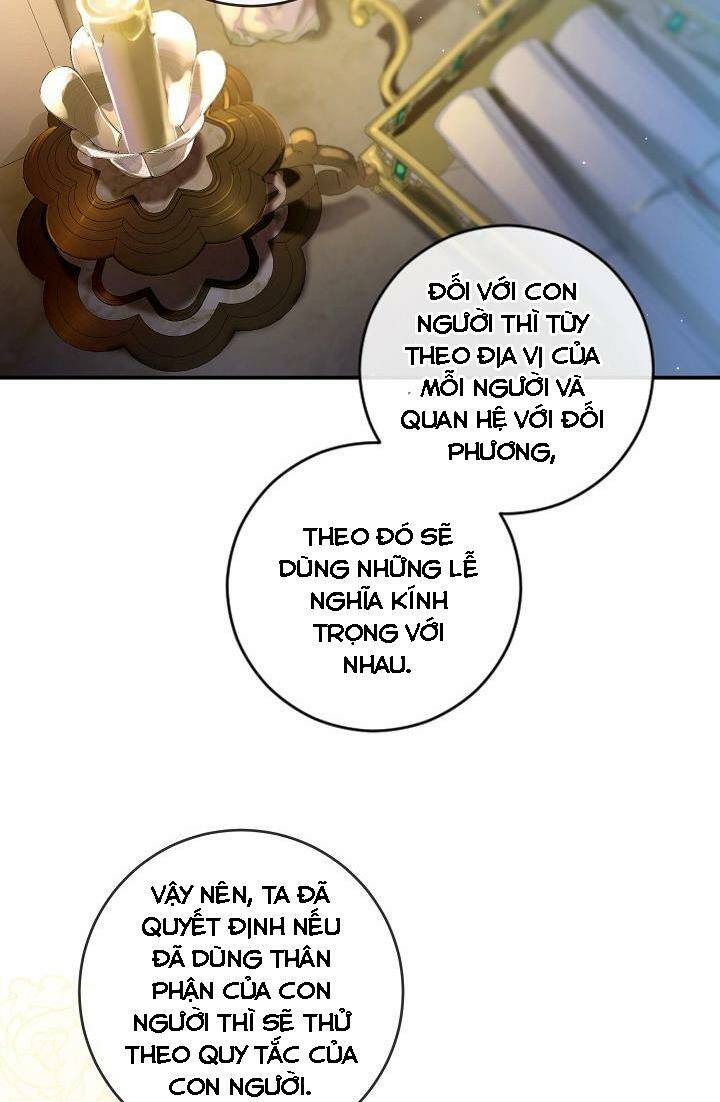 ĐỐI VỚI CON
NGƯỜI THÌ TÙY
THEO ĐỊA VỊ CỦA
MỖI NGƯỜI VÀ
QUAN HỆ VỚI ĐỐI
PHƯƠNG,
THEO ĐÓ SẼ
DÙNG NHỮNG LỄ
NGHĨA KÍNH
TRỌNG VỚI
NHAU.
VẬY NÊN, TA ĐÃ
QUYẾT ĐỊNH NẾU
ĐÃ DÙNG THÂN
PHẬN CỦA CON
NGƯỜI THÌ SẼ THỬ
THEO QUY TẮC CỦA
CON NGƯỜI.